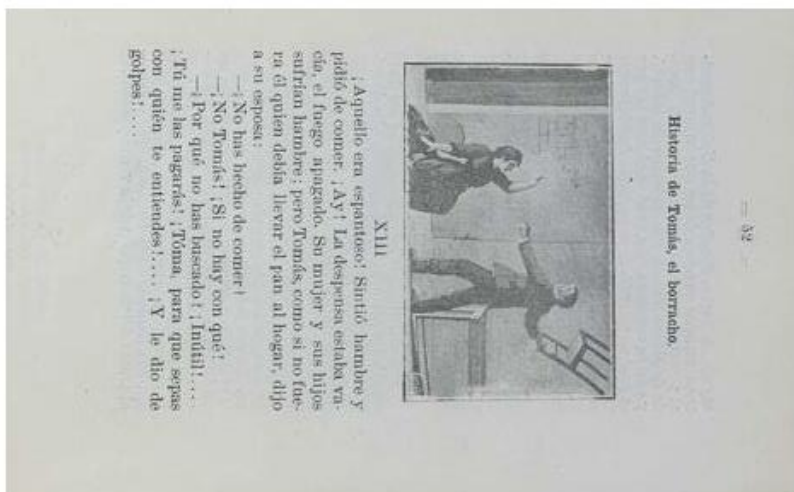 — 52 —
Historia de Tomás, el borracho.
XIII
¡Aquello era espantoso! Sintió hambre y
pidió de comer. ¡Ay! La despensa estaba va-
cía, el fuego apagado. Su mujer y sus hijos
sufrían hambre; pero Tomás, como si no fue-
ra él quien debía llevar el pan al hogar, dijo
a su esposa:
—¿No has hecho de comer?
—¡No Tomás! ¡Si no hay con qué!
—¿Por qué no has buscado? ¡Inútil!....
¡Tú me las pagarás! ¡Tóma, para que sepas
con quién te entiendes!.... ¡Y le dio de
golpes!....